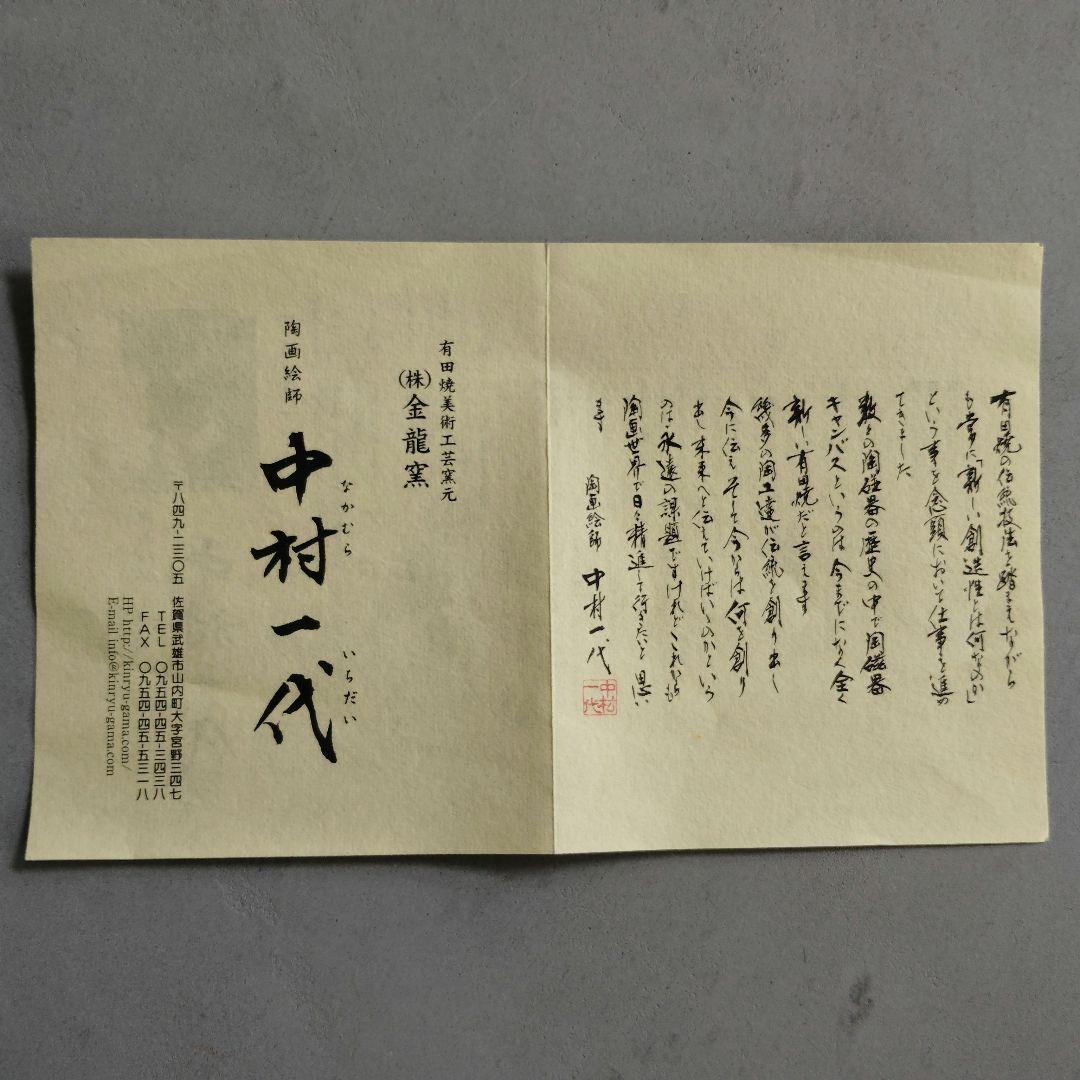 有田焼の伝統技法を踏まえながら
も常に「新しい創造性とは何なのか」
という事を念頭において仕事を進め
てきました
数々の陶磁器の歴史の中で陶磁器
キャンバスというのは今までになく全く
新しい有田焼だと言えます
幾多の陶工達が伝統を創り出し
今に伝え そして今からは何を創り
出し未来へと伝えていけばいいのかという
のは永遠の課題ですけれどこれからも
陶画世界で日々精進して行きたいと思い
ます
陶画絵師 中村一代
中村
一代
有田焼美術工芸窯元
(株)金龍窯
陶画絵師 中村一代
なかむら いちだい
〒八四九-二三〇五 佐賀県武雄市山内町大字宮野三四七
TEL 〇九五四-四五-三四三八
FAX 〇九五四-四五-五三一八
HP http://kinryu-gama.com/
E-mail info@kinryu-gama.com